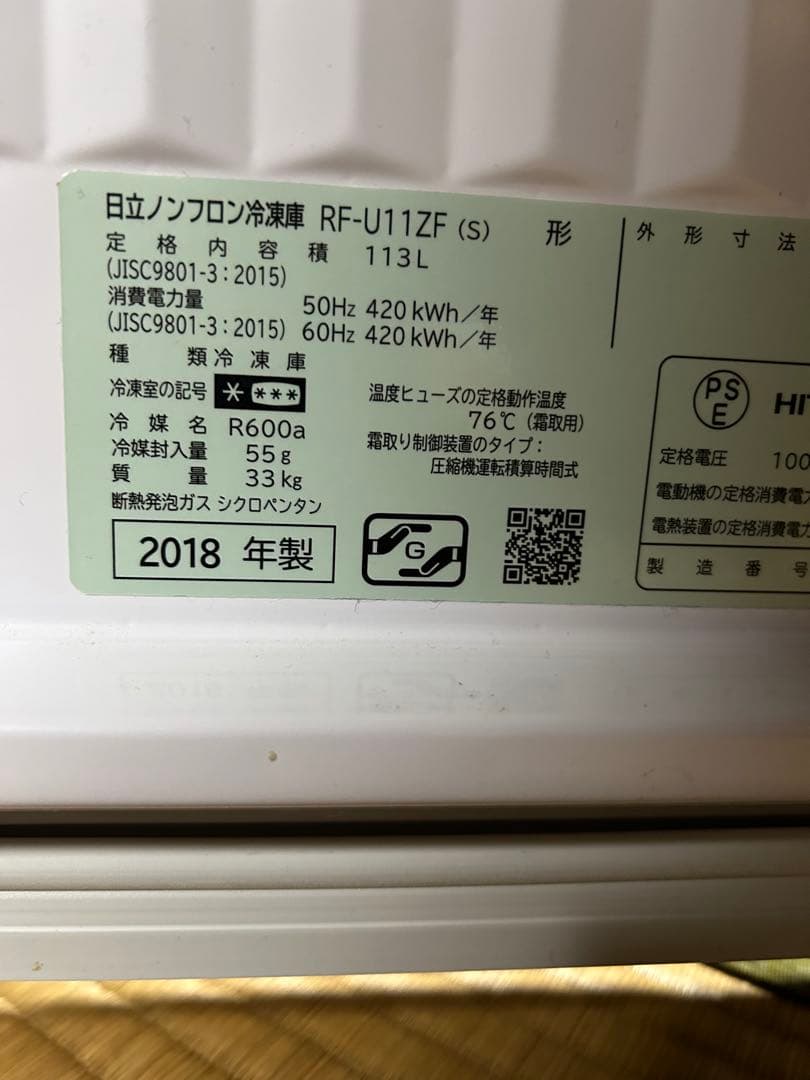 日立ノンフロン冷凍庫 RF-U11ZF (S) 形
定格内容積 113L
(JISC9801-3:2015)
消費電力量 50Hz 420kWh/年
(JISC9801-3:2015) 60Hz 420kWh/年
種類 冷凍庫
冷凍室の記号 * ***
冷媒名 R600a
冷媒封入量 55g
質量 33kg
断熱発泡ガス シクロペンタン
2018 年製
温度ヒューズの定格動作温度
76℃(霜取用)
霜取り制御装置のタイプ:
圧縮機運転積算時間式
G
外形寸法
PS
E
HIT
定格電圧 100
電動機の定格消費電力
電熱装置の定格消費電力
製造番号